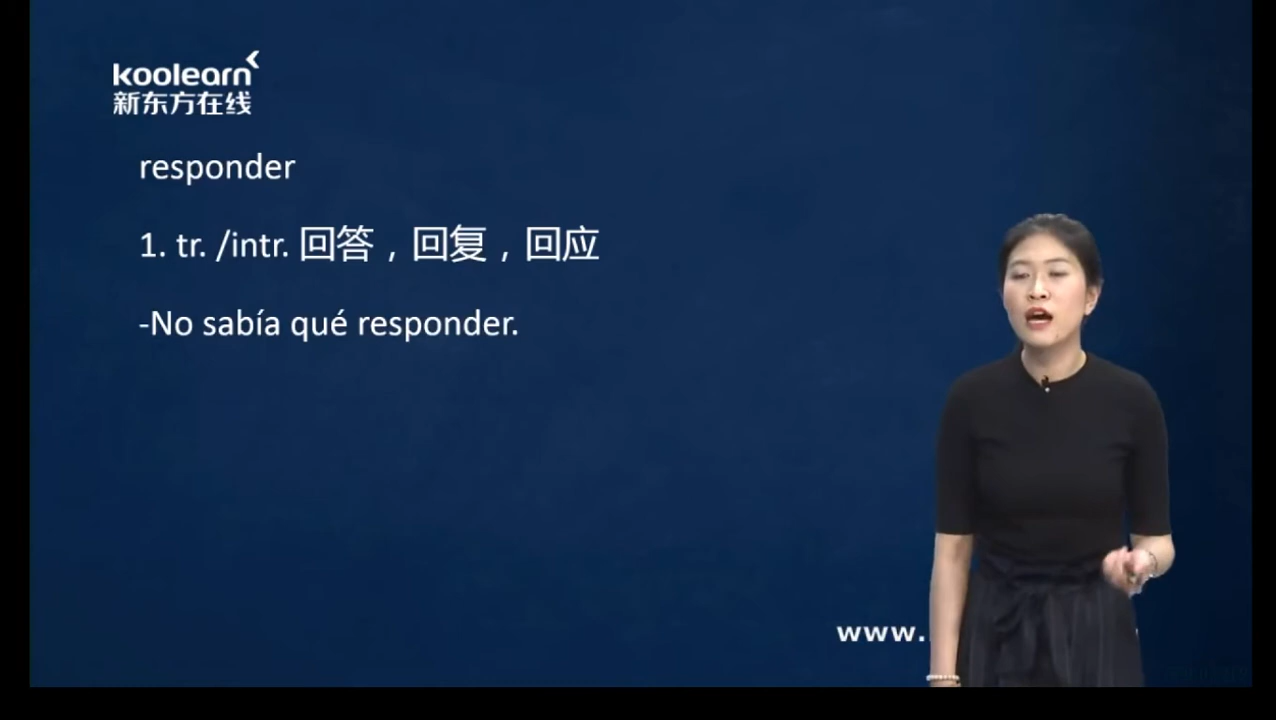 koolearn
新东方在线
responder
1. tr. /intr. 回答，回复，回应
-No sabía qué responder.
www.